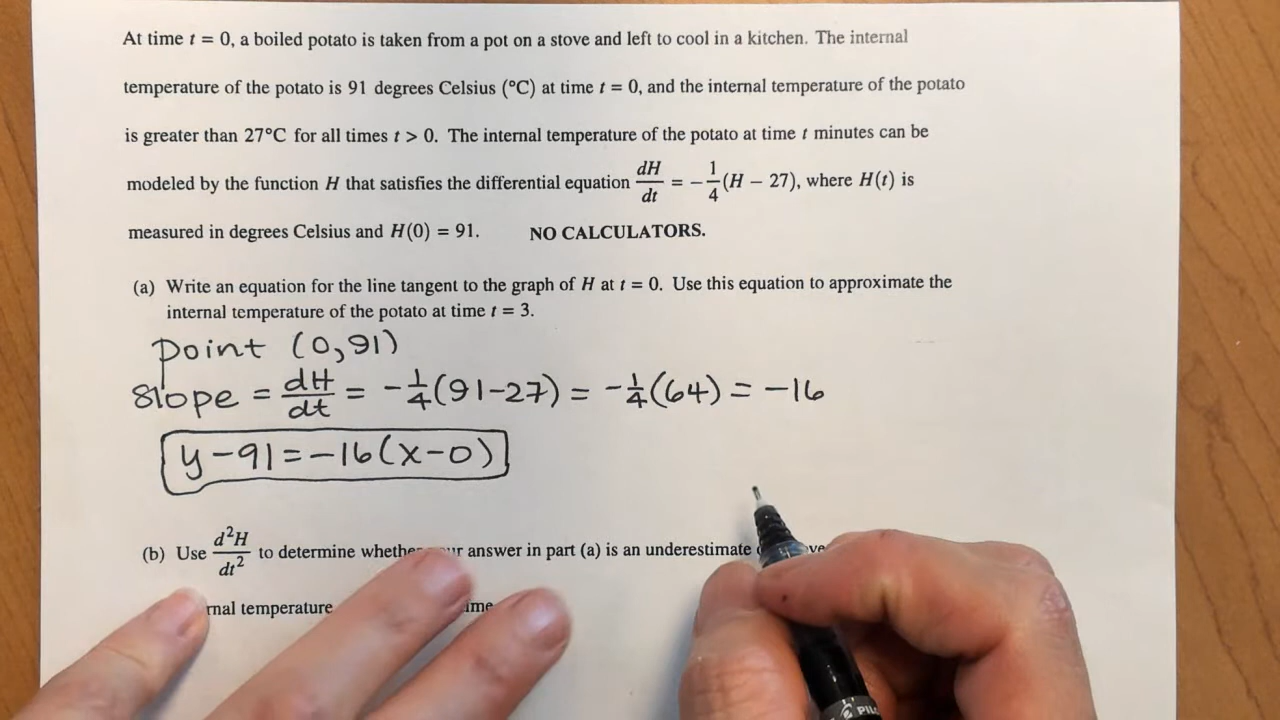 At time t = 0, a boiled potato is taken from a pot on a stove and left to cool in a kitchen. The internal
temperature of the potato is 91 degrees Celsius (°C) at time t = 0, and the internal temperature of the potato
is greater than 27°C for all times t > 0. The internal temperature of the potato at time t minutes can be
modeled by the function H that satisfies the differential equation dH/dt = -1/4(H - 27), where H(t) is
measured in degrees Celsius and H(0) = 91. NO CALCULATORS.
(a) Write an equation for the line tangent to the graph of H at t = 0. Use this equation to approximate the
internal temperature of the potato at time t = 3.
point (0,91)
slope = dH/dt = -1/4(91-27) = -1/4(64) = -16
y-91=-16(x-0)
(b) Use d²H/dt² to determine answer in part (a) is an underestimate
temperature